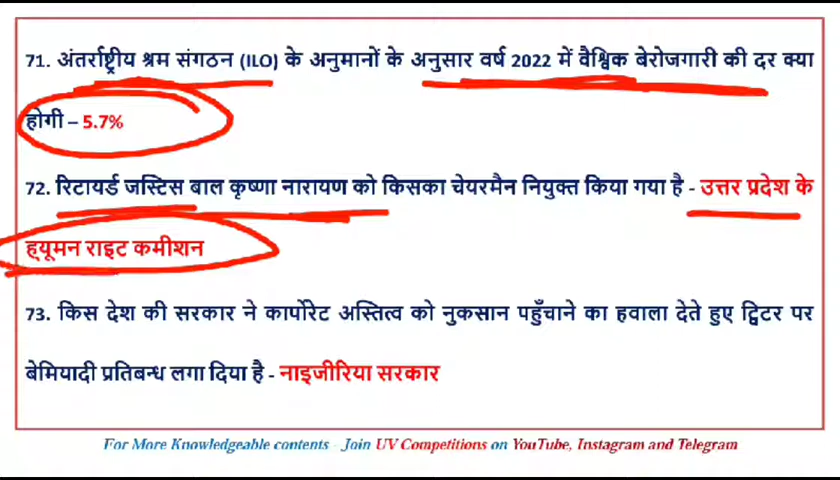 71. अंतर्राष्ट्रीय श्रम संगठन (ILO) के अनुमानों के अनुसार वर्ष 2022 में वैश्विक बेरोजगारी की दर क्या
होगी – 5.7%
72. रिटायर्ड जस्टिस बाल कृष्णा नारायण को किसका चेयरमैन नियुक्त किया गया है - उत्तर प्रदेश के
ह्यूमन राइट कमीशन
73. किस देश की सरकार ने कार्पोरेट अस्तित्व को नुकसान पहुँचाने का हवाला देते हुए ट्विटर पर
बेमियादी प्रतिबन्ध लगा दिया है - नाइजीरिया सरकार
For More Knowledgeable contents - Join UV Competitions on YouTube, Instagram and Telegram